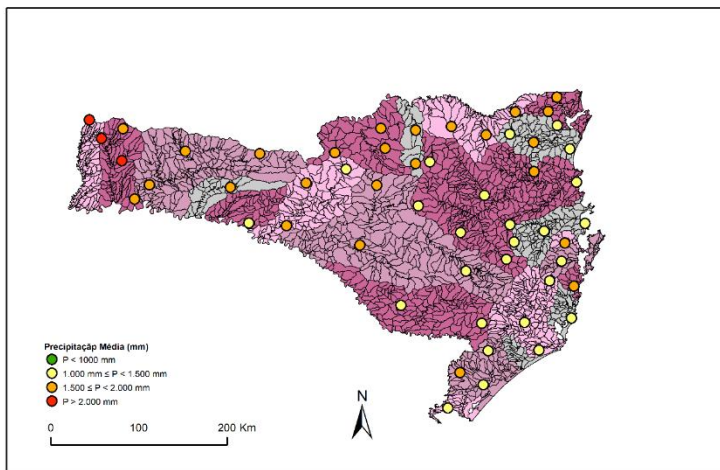 Precipitaçãp Média (mm)
P < 1000 mm
1.000 mm ≤ P < 1.500 mm
1.500 ≤ P < 2.000 mm
P > 2.000 mm
N
0 100 200 Km